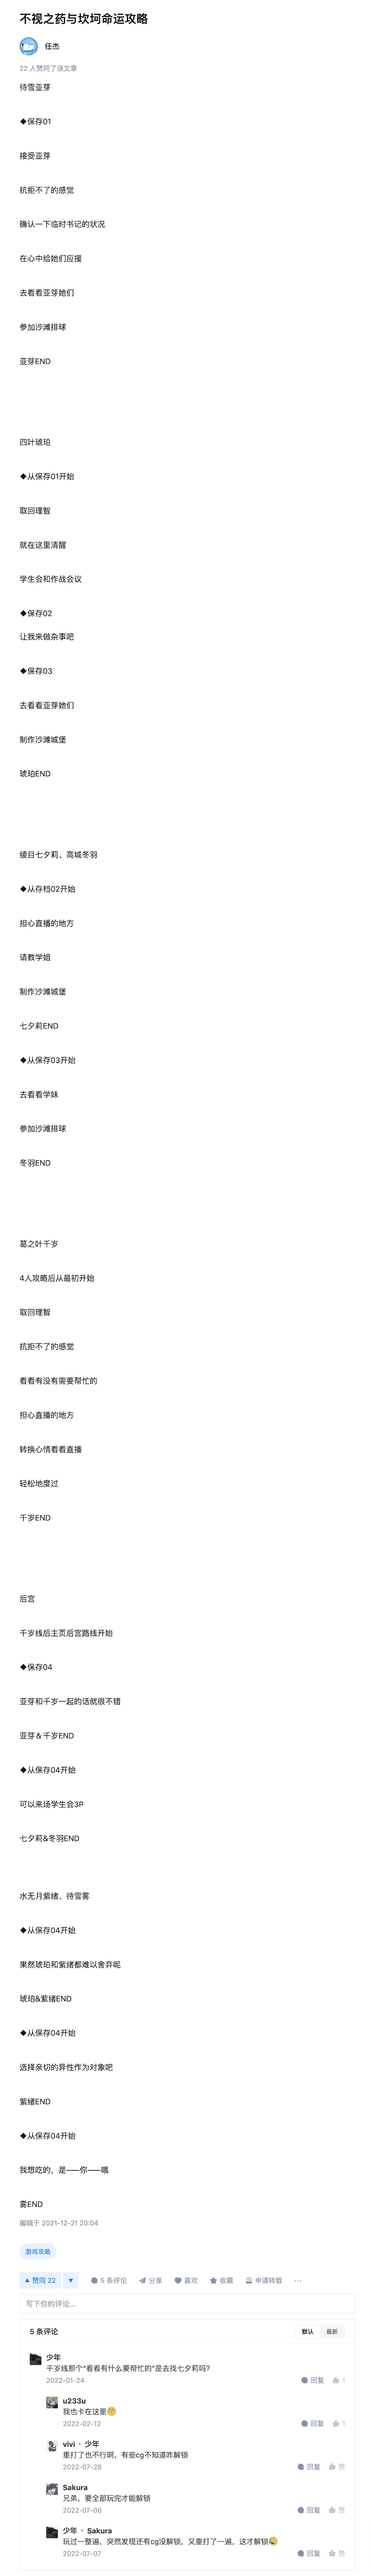 不视之药与坎坷命运攻略
任杰
22 人赞同了该文章
待雪亚芽
◆保存01
接受亚芽
抗拒不了的感觉
确认一下临时书记的状况
在心中给她们应援
去看看亚芽她们
参加沙滩排球
亚芽END
四叶琥珀
◆从保存01开始
取回理智
就在这里清醒
学生会和作战会议
◆保存02
让我来做杂事吧
◆保存03
去看看亚芽她们
制作沙滩城堡
琥珀END
绫目七夕莉、高城冬羽
◆从存档02开始
担心直播的地方
请教学姐
制作沙滩城堡
七夕莉END
◆从保存03开始
去看看学妹
参加沙滩排球
冬羽END
葛之叶千岁
4人攻略后从最初开始
取回理智
抗拒不了的感觉
看看有没有需要帮忙的
担心直播的地方
转换心情看看直播
轻松地度过
千岁END
后宫
千岁线后主页后宫路线开始
◆保存04
亚芽和千岁一起的话就很不错
亚芽＆千岁END
◆从保存04开始
可以来场学生会3P
七夕莉&冬羽END
水无月紫绪、待雪雾
◆从保存04开始
果然琥珀和紫绪都难以舍弃呢
琥珀&紫绪END
◆从保存04开始
选择亲切的异性作为对象吧
紫绪END
◆从保存04开始
我想吃的，是——你——哦
雾END
编辑于 2021-12-21 20:04
游戏攻略
赞同 22
5 条评论 分享 喜欢 收藏 申请转载 ···
写下你的评论...
5 条评论 默认 最新
少年
千岁线那个“看看有什么要帮忙的”是去找七夕莉吗？
2022-01-24 回复 1
u233u
我也卡在这里
2022-02-12 回复 1
vivi · 少年
重打了也不行啊，有些cg不知道咋解锁
2022-07-28 回复 赞
Sakura
兄弟，要全部玩完才能解锁
2022-07-06 回复 赞
少年 · Sakura
玩过一整遍，突然发现还有cg没解锁，又重打了一遍，这才解锁
2022-07-07 回复 赞